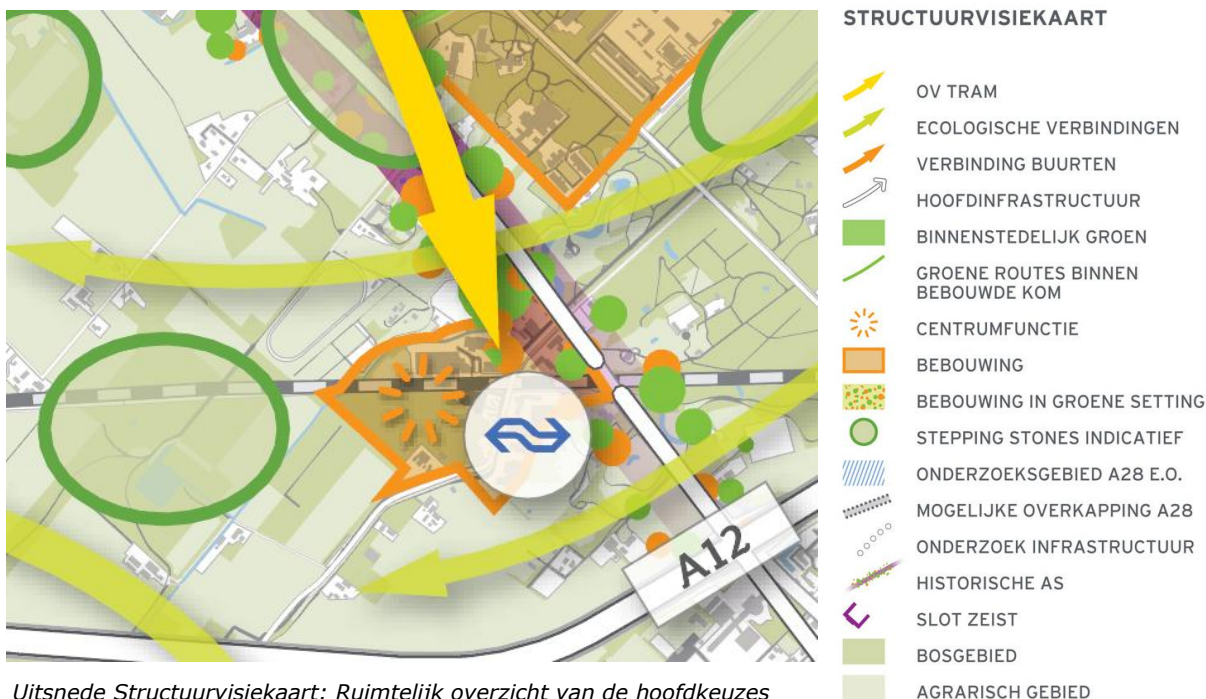 STRUCTUURVISIEKAART
OV TRAM
ECOLOGISCHE VERBINDINGEN
VERBINDING BUURTEN
HOOFDINFRASTRUCTUUR
BINNENSTEDELIJK GROEN
GROENE ROUTES BINNEN
BEBOUWDE KOM
CENTRUMFUNCTIE
BEBOUWING
BEBOUWING IN GROENE SETTING
STEPPING STONES INDICATIEF
ONDERZOEKSGEBIED A28 E.O.
MOGELIJKE OVERKAPPING A28
ONDERZOEK INFRASTRUCTUUR
HISTORISCHE AS
SLOT ZEIST
BOSGEBIED
AGRARISCH GEBIED
A12
Uitsnede Structuurvisiekaart: Ruimtelijk overzicht van de hoofdkeuzes